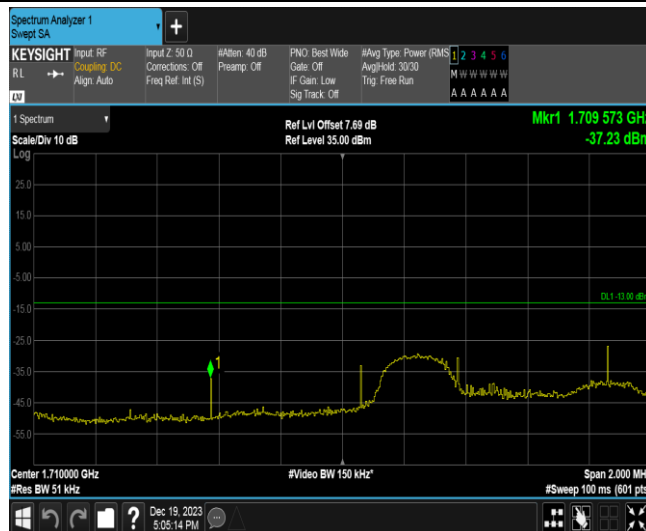 Spectrum Analyzer 1
Swept SA
KEYSIGHT
Input: RF
Coupling: DC
Align: Auto
Input Z: 50 Ω
Corrections: Off
Freq Ref: Int (S)
#Atten: 40 dB
Preamp: Off
PNO: Best Wide
Gate: Off
IF Gain: Low
Sig Track: Off
#Avg Type: Power (RMS
Avg|Hold: 30/30
Trig: Free Run
1 2 3 4 5 6
M W W W W W
A A A A A A
R L
LXI
1 Spectrum
Scale/Div 10 dB
Ref Lvl Offset 7.69 dB
Ref Level 35.00 dBm
Mkr1 1.709 573 GHz
-37.23 dBm
Log
25.0
15.0
5.00
-5.00
DL1 -13.00 dBm
-15.0
-25.0
1
-35.0
-45.0
-55.0
Center 1.710000 GHz
#Video BW 150 kHz*
Span 2.000 MH
#Res BW 51 kHz
#Sweep 100 ms (601 pts
Dec 19, 2023
5:05:14 PM